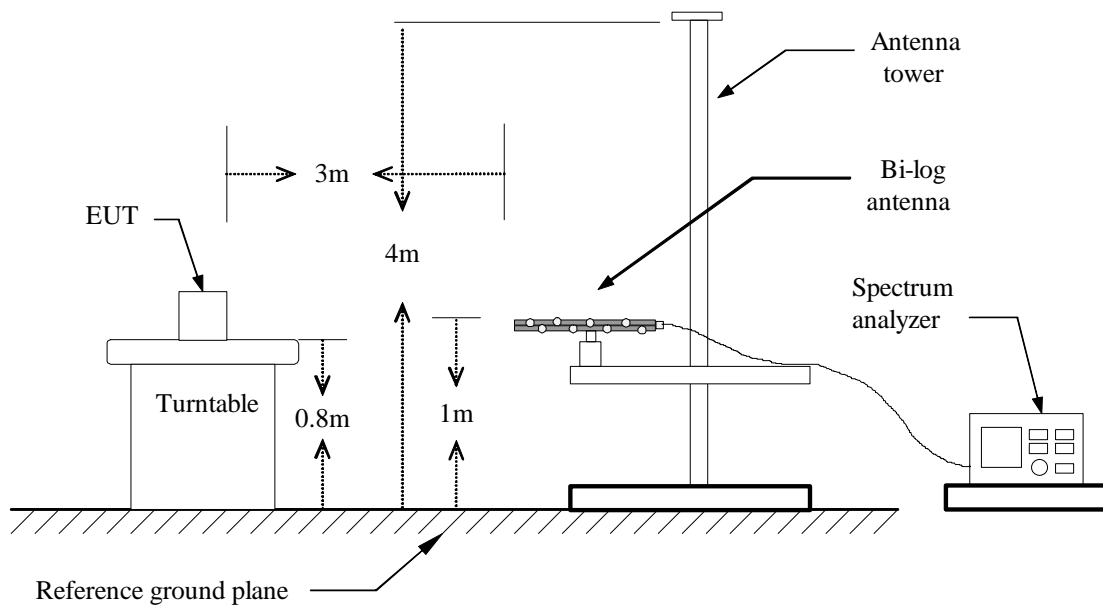 Antenna
tower
3m
Bi-log
antenna
EUT
4m
Spectrum
analyzer
Turntable
0.8m
1m
Reference ground plane